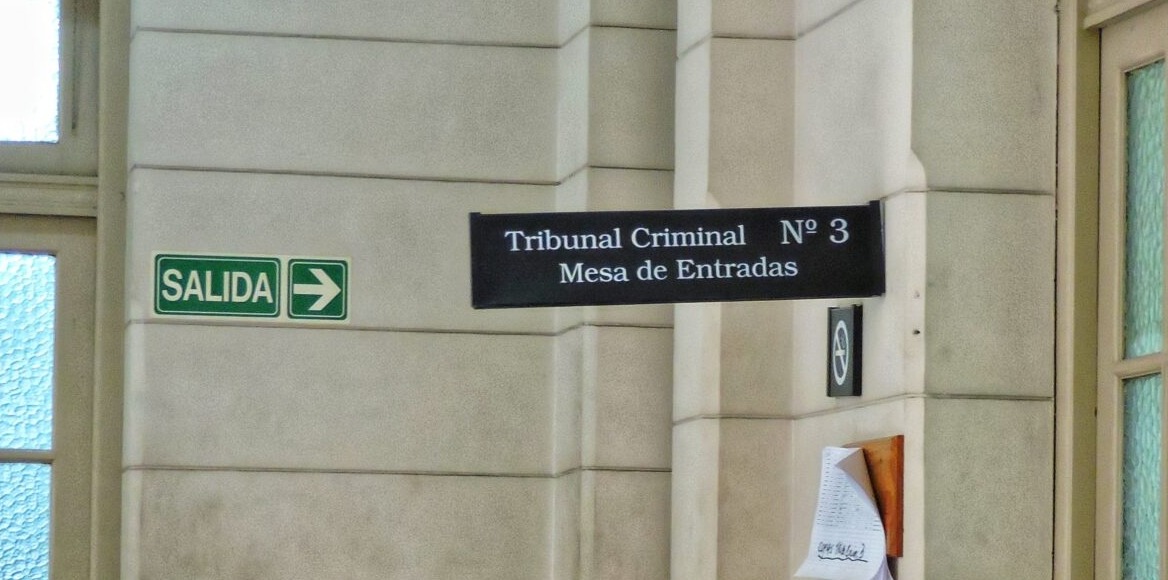 SALIDA
Tribunal Criminal Nº 3
Mesa de Entradas